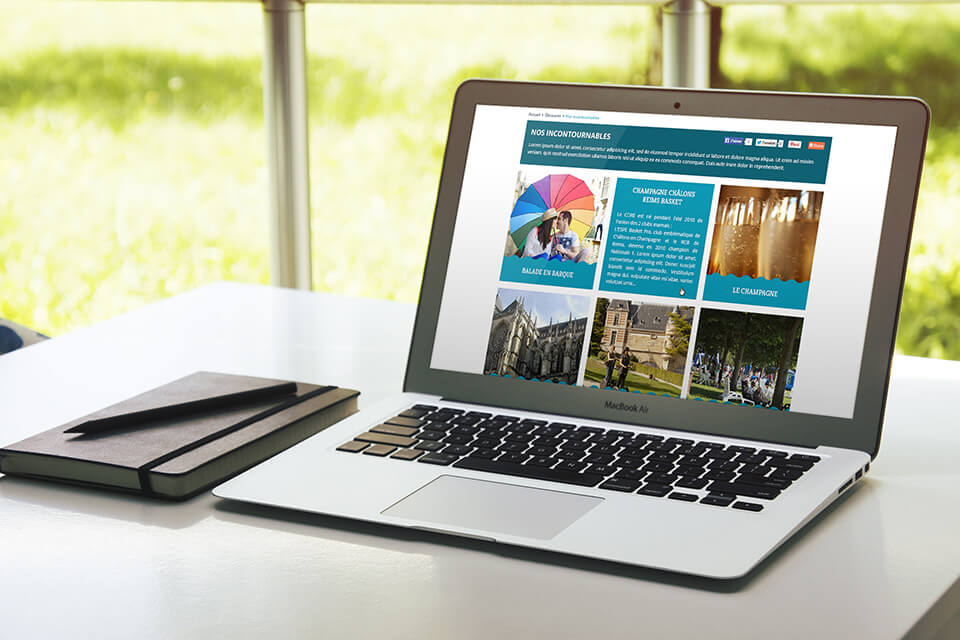 Accueil > Découvrir > Nos incontournables
NOS INCONTOURNABLES
Lorem ipsum dolor sit amet, consectetur adipisicing elit, sed do eiusmod tempor incididunt ut labore et dolore magna aliqua. Ut enim ad minim
veniam, quis nostrud exercitation ullamco laboris nisi ut aliquip ex ea commodo consequat. Duis aute irure dolor in reprehenderit.
BALADE EN BARQUE
CHAMPAGNE CHÂLONS
REIMS BASKET
Le CCRB est né pendant l'été 2010 de
l'union des 2 clubs marnais :
L'ESPE Basket Pro, club emblématique de
Châlons en Champagne et le RCB de
Reims, devenu en 2010 champion de
Nationale 1. Lorem ipsum dolor sit amet,
consectetur adipiscing elit. Donec suscipit
blandit sem id commodo. Vestibulum
magna dui, vulputate vitae mi vitae, varius
volutpat urna...
LE CHAMPAGNE
MacBook Air